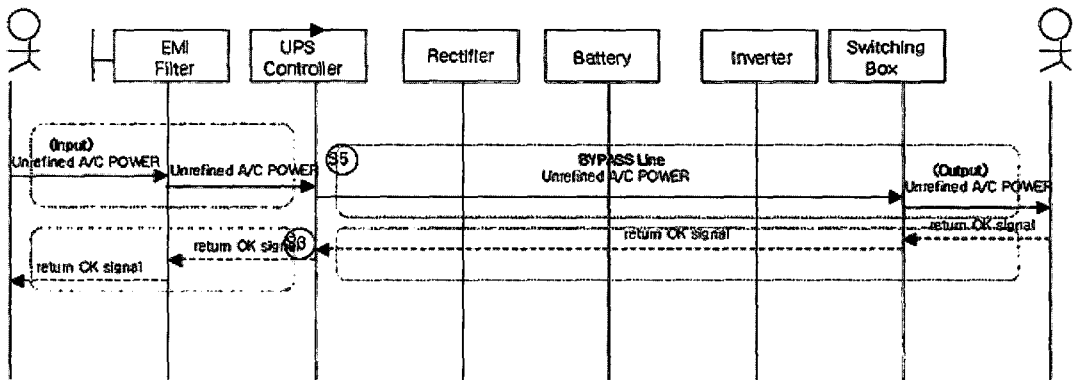 EMI
Filter
UPS
Controller
Rectifier
Battery
Inverter
Switching
Box
(Input)
Unrefined A/C POWER
Unrefined A/C POWER
S5
BYPASS Line
Unrefined A/C POWER
(Output)
Unrefined A/C POWER
return OK signal
return OK signal
return OK signal
return OK signal